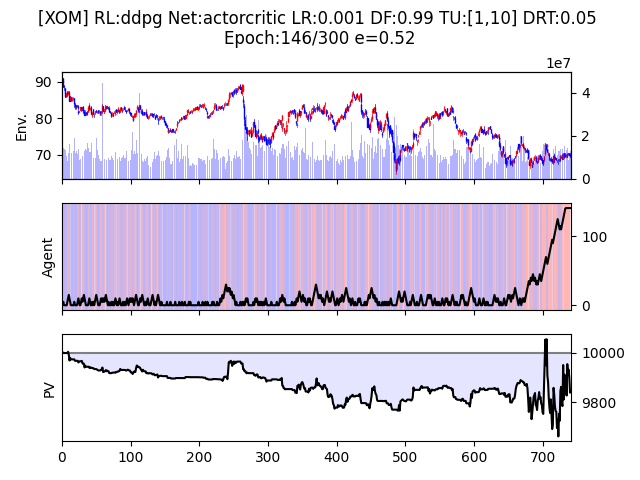 [XOM] RL:ddpg Net:actorcritic LR:0.001 DF:0.99 TU:[1,10] DRT:0.05
Epoch:146/300 e=0.52
1e7
90
80
70
Env.
4
2
0
Agent
100
0
PV
10000
9800
0 100 200 300 400 500 600 700